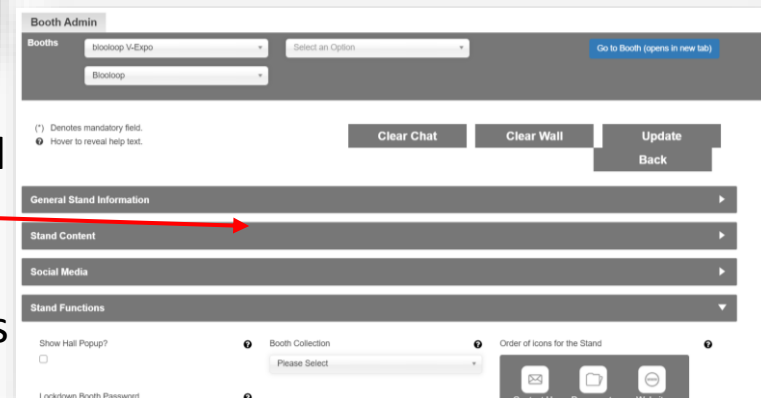 Booth Admin
Booths
blooloop V-Expo
Select an Option
Go to Booth (opens in new tab)
Blooloop
(*) Denotes mandatory field.
Hover to reveal help text.
Clear Chat
Clear Wall
Update
Back
General Stand Information
Stand Content
Social Media
Stand Functions
s
Show Hall Popup?
Booth Collection
Order of icons for the Stand
Please Select
Lockdown Booth Password